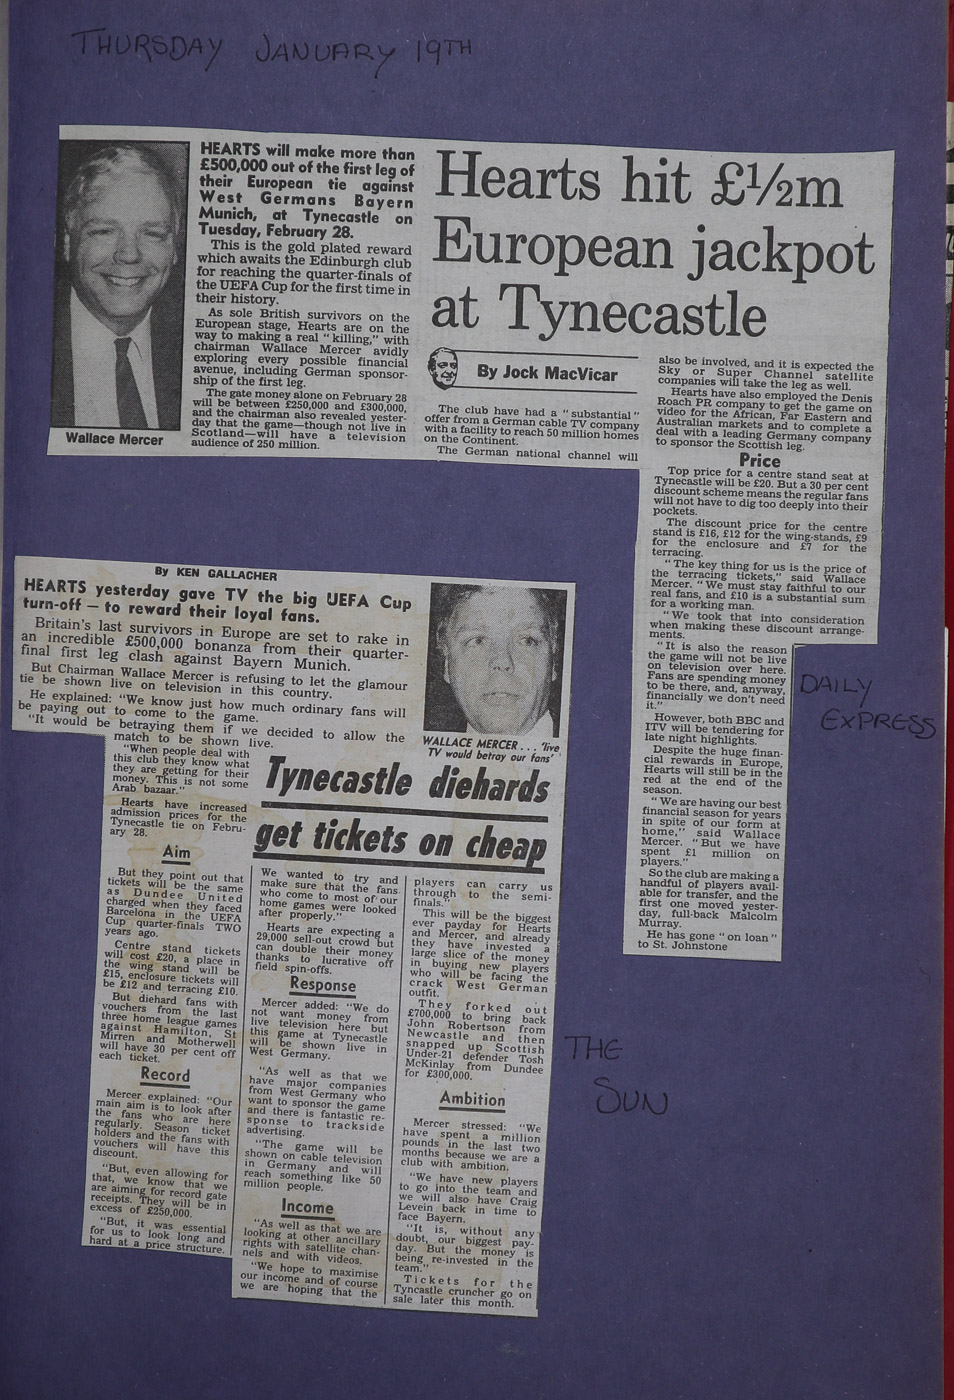 THURSDAY JANUARY 19TH
Wallace Mercer
HEARTS will make more than
£500,000 out of the first leg of
their European tie against
West Germans Bayern
Munich, at Tynecastle on
Tuesday, February 28.
This is the gold plated reward
which awaits the Edinburgh club
for reaching the quarter-finals of
the UEFA Cup for the first time in
their history.
As sole British survivors on the
European stage, Hearts are on the
way to making a real "killing," with
chairman Wallace Mercer avidly
exploring every possible financial
avenue, including German sponsor-
ship of the first leg.
The gate money alone on February 28
will be between £250,000 and £300,000,
and the chairman also revealed yester-
day that the game—though not live in
Scotland—will have a television
audience of 250 million.
Hearts hit £½m
European jackpot
at Tynecastle
By Jock MacVicar
The club have had a "substantial"
offer from a German cable TV company
with a facility to reach 50 million homes
on the Continent.
The German national channel will
also be involved, and it is expected the
Sky or Super Channel satellite
companies will take the leg as well.
Hearts have also employed the Denis
Roach PR company to get the game on
video for the African, Far Eastern and
Australian markets and to complete a
deal with a leading Germany company
to sponsor the Scottish leg.
Price
Top price for a centre stand seat at
Tynecastle will be £20. But a 30 per cent
discount scheme means the regular fans
will not have to dig too deeply into their
pockets.
The discount price for the centre
stand is £16, £12 for the wing-stands, £9
for the enclosure and £7 for the
terracing.
"The key thing for us is the price of
the terracing tickets," said Wallace
Mercer. "We must stay faithful to our
real fans, and £10 is a substantial sum
for a working man.
"We took that into consideration
when making these discount arrange-
ments.
"It is also the reason
the game will not be live
on television over here.
Fans are spending money
to be there, and, anyway,
financially we don't need
it."
However, both BBC and
ITV will be tendering for
late night highlights.
Despite the huge finan-
cial rewards in Europe,
Hearts will still be in the
red at the end of the
season.
"We are having our best
financial season for years
in spite of our form at
home," said Wallace
Mercer. "But we have
spent £1 million on
players."
So the club are making a
handful of players avail-
able for transfer, and the
first one moved yester-
day, full-back Malcolm
Murray.
He has gone "on loan"
to St. Johnstone
DAILY
EXPRESS
By KEN GALLACHER
HEARTS yesterday gave TV the big UEFA Cup
turn-off — to reward their loyal fans.
Britain's last survivors in Europe are set to rake in
an incredible £500,000 bonanza from their quarter-
final first leg clash against Bayern Munich.
But Chairman Wallace Mercer is refusing to let the glamour
tie be shown live on television in this country.
He explained: "We know just how much ordinary fans will
be paying out to come to the game.
"It would be betraying them if we decided to allow the
match to be shown live.
WALLACE MERCER . . . 'live
TV would betray our fans'
Tynecastle diehards
get tickets on cheap
"When people deal with
this club they know what
they are getting for their
money. This is not some
Arab bazaar."
Hearts have increased
admission prices for the
Tynecastle tie on Febru-
ary 28.
Aim
But they point out that
tickets will be the same
as Dundee United
charged when they faced
Barcelona in the UEFA
Cup quarter-finals TWO
years ago.
Centre stand tickets
will cost £20, a place in
the wing stand will be
£15, enclosure tickets will
be £12 and terracing £10.
But diehard fans with
vouchers from the last
three home league games
against Hamilton, St
Mirren and Motherwell
will have 30 per cent off
each ticket.
Record
Mercer explained: "Our
main aim is to look after
the fans who are here
regularly. Season ticket
holders and the fans with
vouchers will have this
discount.
"But, even allowing for
that, we know that we
are aiming for record gate
receipts. They will be in
excess of £250,000.
"But, it was essential
for us to look long and
hard at a price structure.
We wanted to try and
make sure that the fans
who come to most of our
home games were looked
after properly."
Hearts are expecting a
29,000 sell-out crowd but
can double their money
thanks to lucrative off
field spin-offs.
Response
Mercer added: "We do
not want money from
live television here but
this game at Tynecastle
will be shown live in
West Germany.
"As well as that we
have major companies
from West Germany who
want to sponsor the game
and there is fantastic re-
sponse to trackside
advertising.
"The game will be
shown on cable television
in Germany and will
reach something like 50
million people.
Income
"As well as that we are
looking at other ancillary
rights with satellite chan-
nels and with videos.
"We hope to maximise
our income and of course
we are hoping that the
players can carry us
through to the semi-
finals."
This will be the biggest
ever payday for Hearts
and Mercer, and already
they have invested a
large slice of the money
in buying new players
who will be facing the
crack West German
outfit.
They forked out
£700,000 to bring back
John Robertson from
Newcastle and then
snapped up Scottish
Under-21 defender Tosh
McKinlay from Dundee
for £300,000.
Ambition
Mercer stressed: "We
have spent a million
pounds in the last two
months because we are a
club with ambition.
"We have new players
to go into the team and
we will also have Craig
Levein back in time to
face Bayern.
"It is, without any
doubt, our biggest pay-
day. But the money is
being re-invested in the
team."
Tickets for the
Tyncastle cruncher go on
sale later this month.
THE
SUN